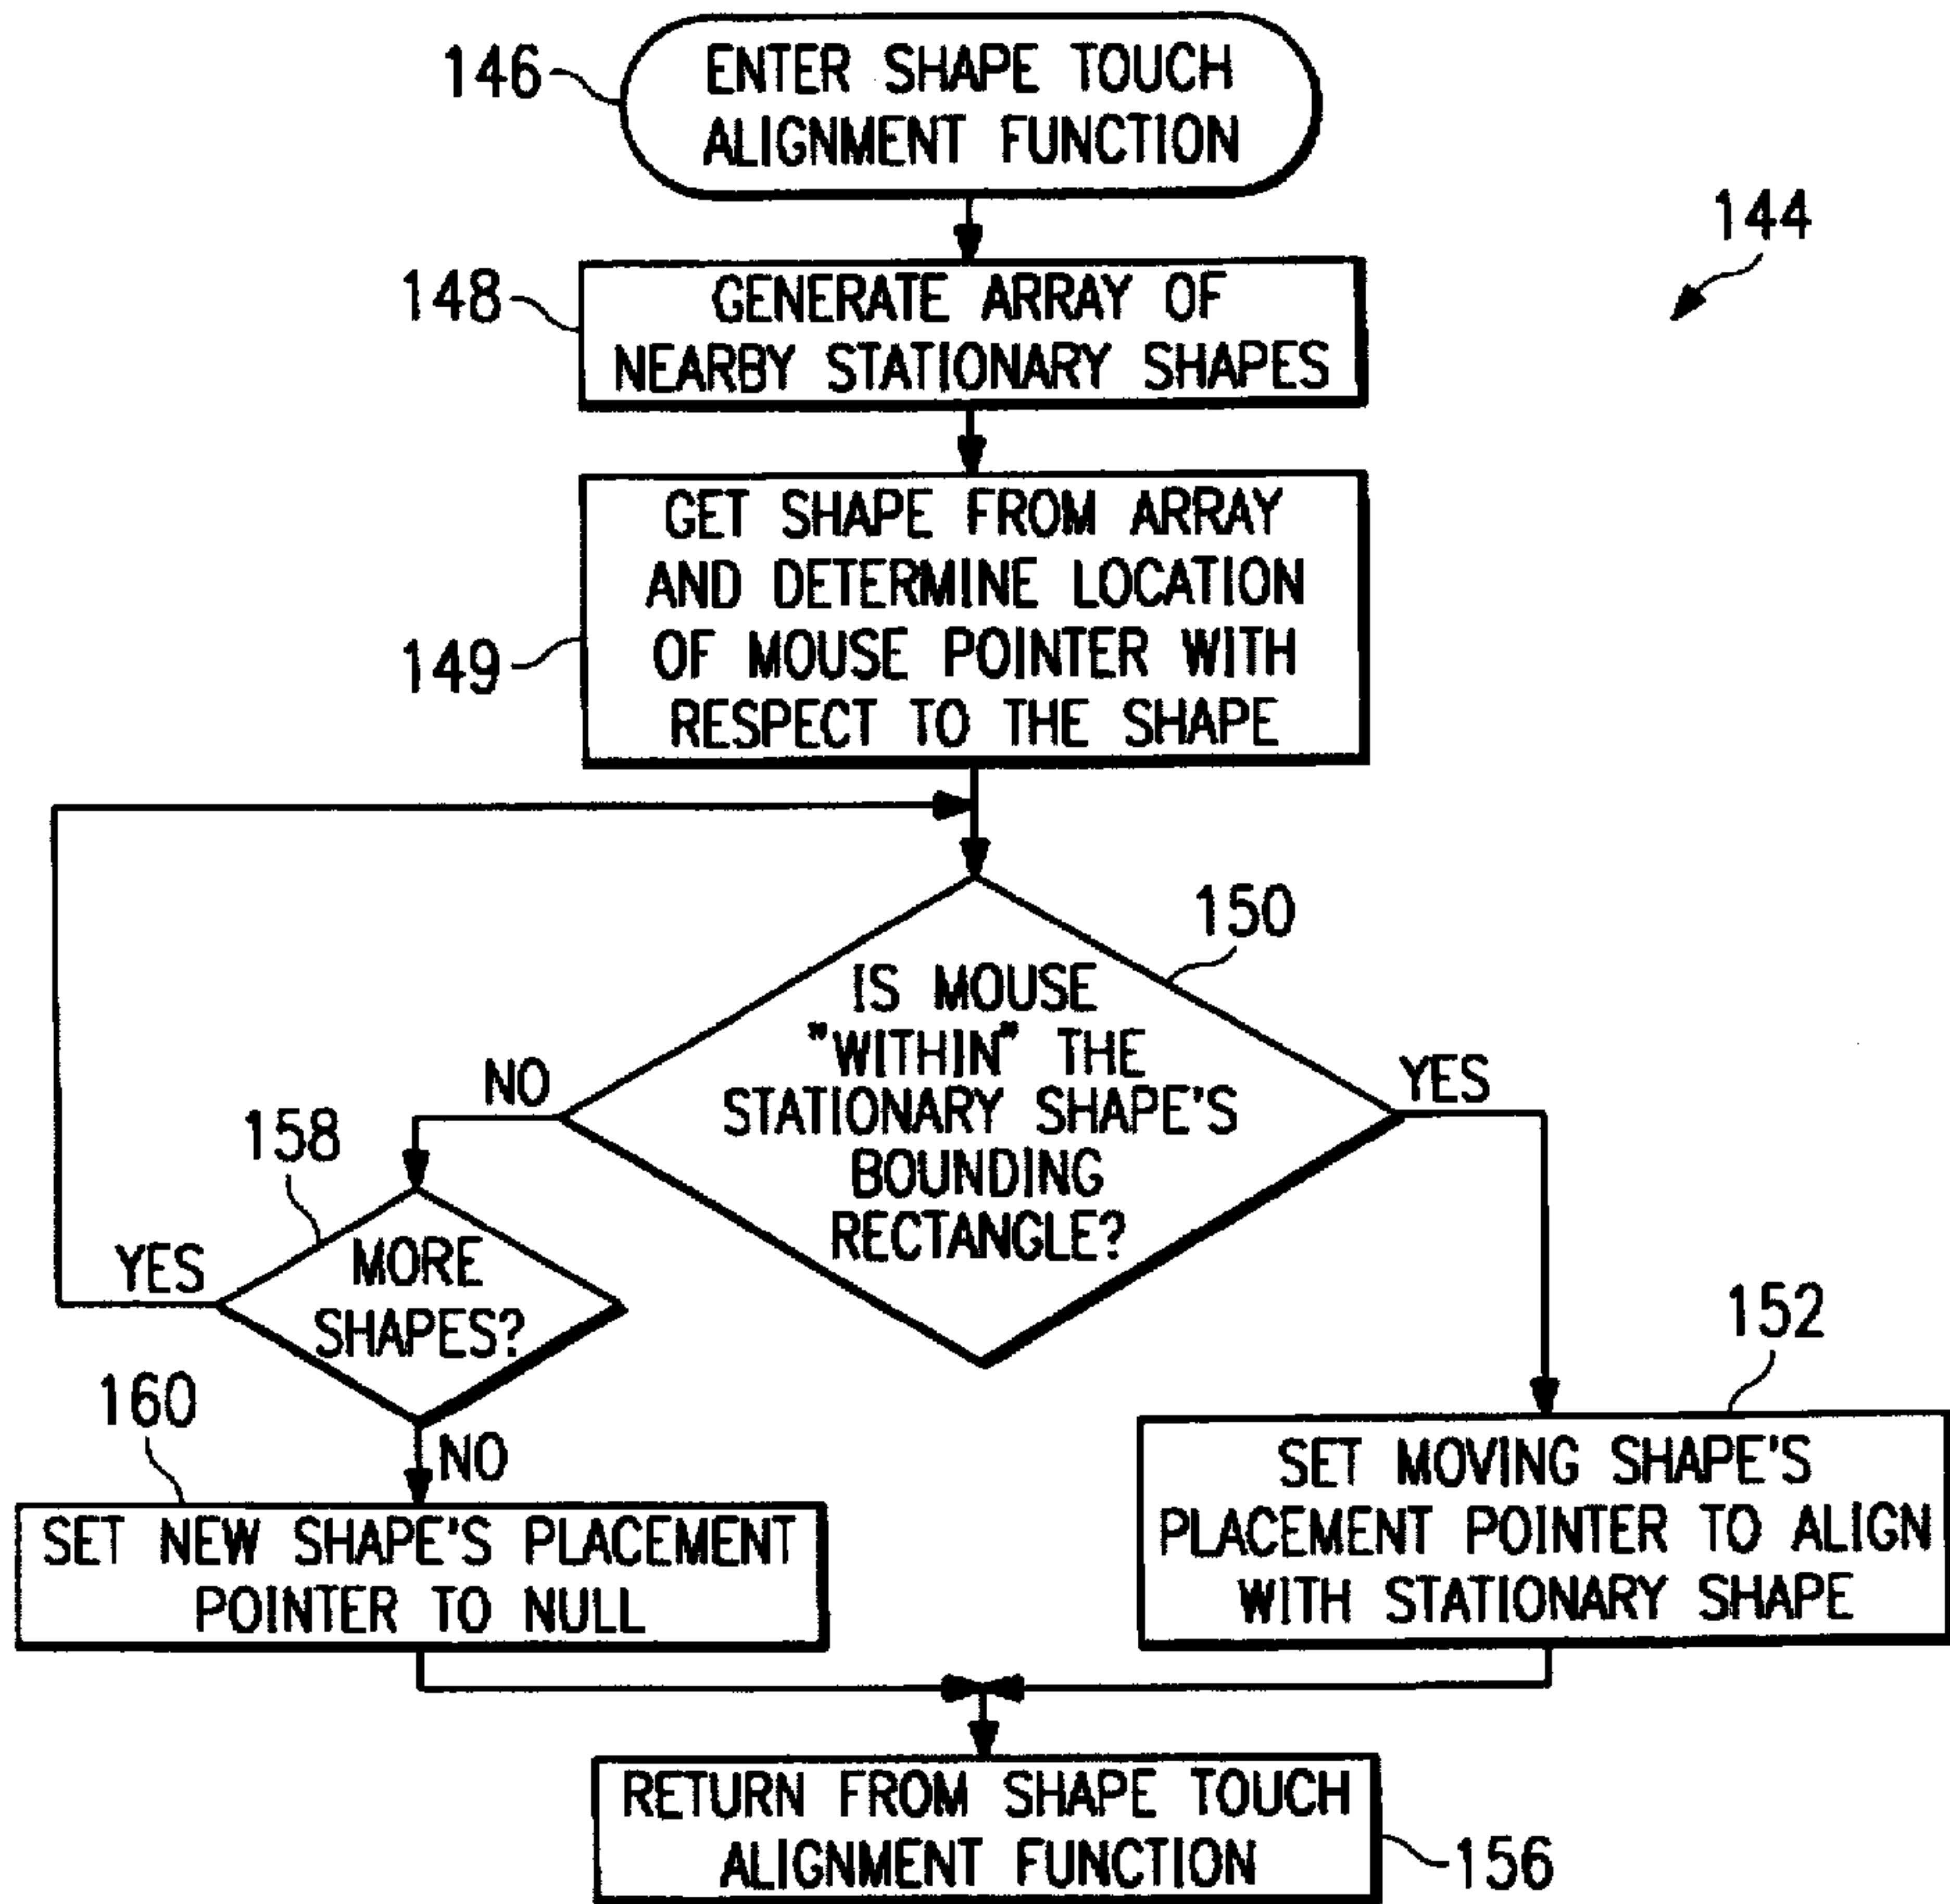 146
ENTER SHAPE TOUCH
ALIGNMENT FUNCTION
144
148
GENERATE ARRAY OF
NEARBY STATIONARY SHAPES
149
GET SHAPE FROM ARRAY
AND DETERMINE LOCATION
OF MOUSE POINTER WITH
RESPECT TO THE SHAPE
150
IS MOUSE
"WITHIN" THE
STATIONARY SHAPE'S
BOUNDING
RECTANGLE?
NO
YES
158
MORE
SHAPES?
YES
NO
152
SET MOVING SHAPE'S
PLACEMENT POINTER TO ALIGN
WITH STATIONARY SHAPE
160
SET NEW SHAPE'S PLACEMENT
POINTER TO NULL
RETURN FROM SHAPE TOUCH
ALIGNMENT FUNCTION
156